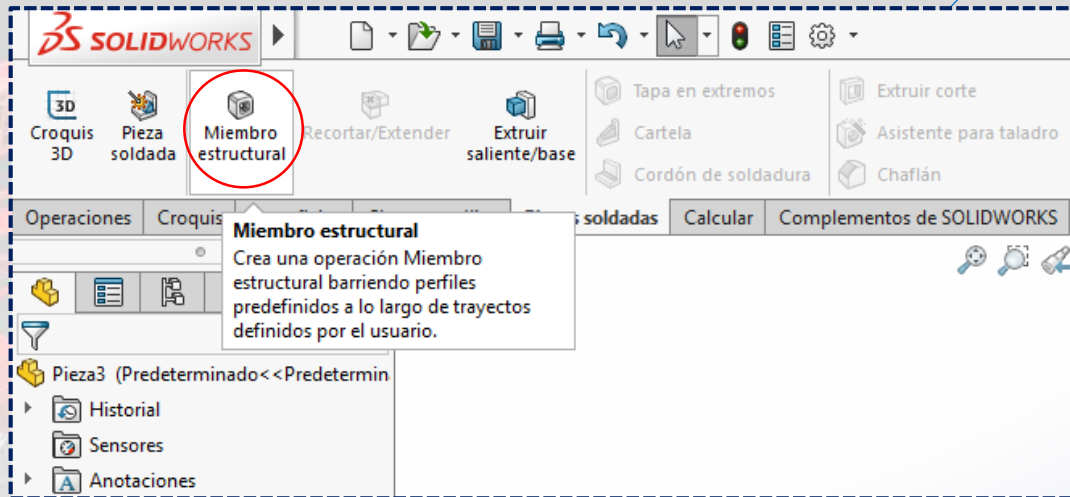 SOLIDWORKS
3D
Croquis
3D
Pieza
soldada
Miembro
estructural
Recortar/Extender
Extruir
saliente/base
Tapa en extremos
Cartela
Cordón de soldadura
Extruir corte
Asistente para taladro
Chaflán
Operaciones
Croquis
soldadas
Calcular
Complementos de SOLIDWORKS
Miembro estructural
Crea una operación Miembro
estructural barriendo perfiles
predefinidos a lo largo de trayectos
definidos por el usuario.
Pieza3 (Predeterminado<<Predetermin
Historial
Sensores
A
Anotaciones